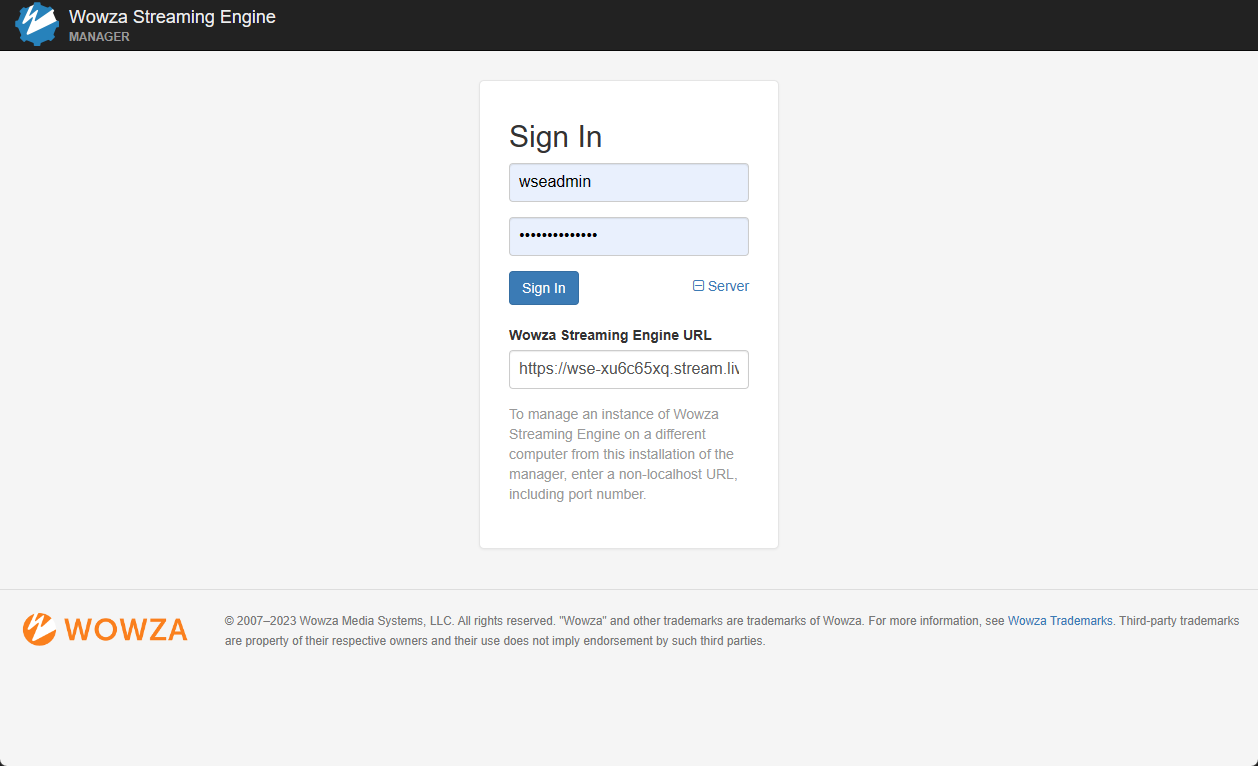 Wowza Streaming Engine
MANAGER
Sign In
wseadmin
••••••••••••••
Sign In
Server
Wowza Streaming Engine URL
https://wse-xu6c65xq.stream.liv
To manage an instance of Wowza
Streaming Engine on a different
computer from this installation of the
manager, enter a non-localhost URL,
including port number.
WOWZA
© 2007–2023 Wowza Media Systems, LLC. All rights reserved. "Wowza" and other trademarks are trademarks of Wowza. For more information, see Wowza Trademarks. Third-party trademarks
are property of their respective owners and their use does not imply endorsement by such third parties.